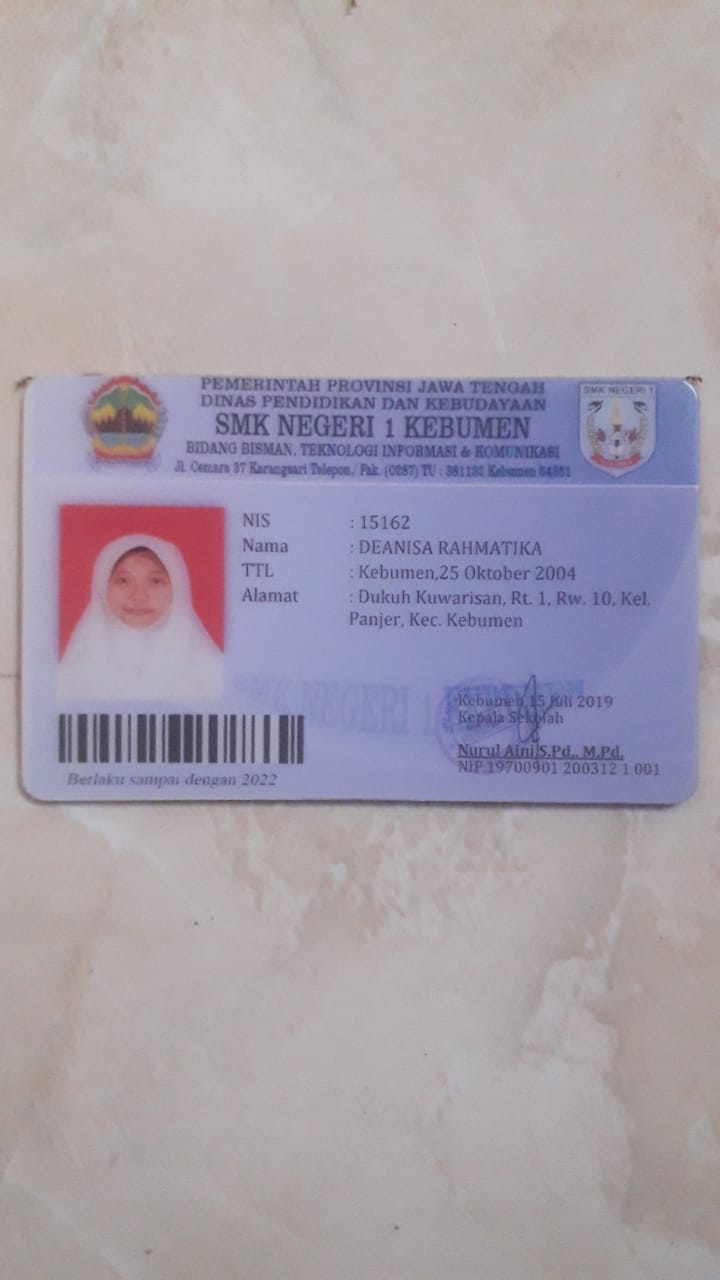 PEMERINTAH PROVINSI JAWA TENGAH
DINAS PENDIDIKAN DAN KEBUDAYAAN
SMK NEGERI 1 KEBUMEN
BIDANG BISMAN, TEKNOLOGI INFORMASI & KOMUNIKASI
Jl. Cemara 37 Karangsari Telepon./ Fak. (0287) TU : 381132 Kebumen 54351
SMK NEGERI 1
NIS : 15162
Nama : DEANISA RAHMATIKA
TTL : Kebumen,25 Oktober 2004
Alamat : Dukuh Kuwarisan, Rt. 1, Rw. 10, Kel.
Panjer, Kec. Kebumen
SMK NEGERI 1 KEBUMEN
Kebumen,15 Juli 2019
Kepala Sekolah
Nurul Aini,S.Pd., M.Pd.
NIP.19700901 200312 1 001
Berlaku sampai dengan 2022